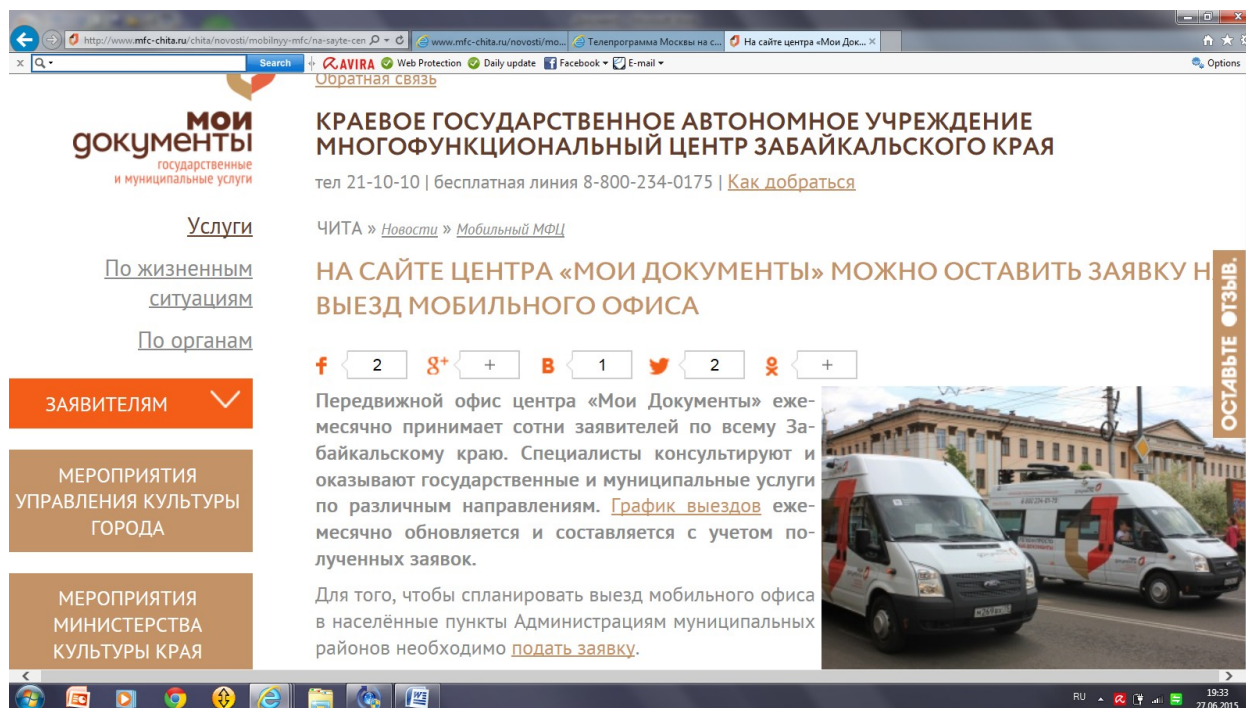 http://www.mfc-chita.ru/chita/novosti/mobilnyy-mfc/na-sayte-cen
www.mfc-chita.ru/novosti/mo...
Телепрограмма Москвы на с...
На сайте центра «Мои Док...
Search
AVIRA
Web Protection
Daily update
Facebook
E-mail
Options
Обратная связь
мои
документы
государственные
и муниципальные услуги
КРАЕВОЕ ГОСУДАРСТВЕННОЕ АВТОНОМНОЕ УЧРЕЖДЕНИЕ
МНОГОФУНКЦИОНАЛЬНЫЙ ЦЕНТР ЗАБАЙКАЛЬСКОГО КРАЯ
тел 21-10-10 | бесплатная линия 8-800-234-0175 | Как добраться
Услуги
По жизненным
ситуациям
По органам
ЗАЯВИТЕЛЯМ
МЕРОПРИЯТИЯ
УПРАВЛЕНИЯ КУЛЬТУРЫ
ГОРОДА
МЕРОПРИЯТИЯ
МИНИСТЕРСТВА
КУЛЬТУРЫ КРАЯ
ЧИТА » Новости » Мобильный МФЦ
НА САЙТЕ ЦЕНТРА «МОИ ДОКУМЕНТЫ» МОЖНО ОСТАВИТЬ ЗАЯВКУ Н
ВЫЕЗД МОБИЛЬНОГО ОФИСА
2
+
1
2
+
Передвижной офис центра «Мои Документы» еже-
месячно принимает сотни заявителей по всему За-
байкальскому краю. Специалисты консультируют и
оказывают государственные и муниципальные услуги
по различным направлениям. График выездов еже-
месячно обновляется и составляется с учетом по-
лученных заявок.
Для того, чтобы спланировать выезд мобильного офиса
в населённые пункты Администрациям муниципальных
районов необходимо подать заявку.
ОСТАВЬТЕ ОТЗЫВ.
RU
19:33
27.06.2015